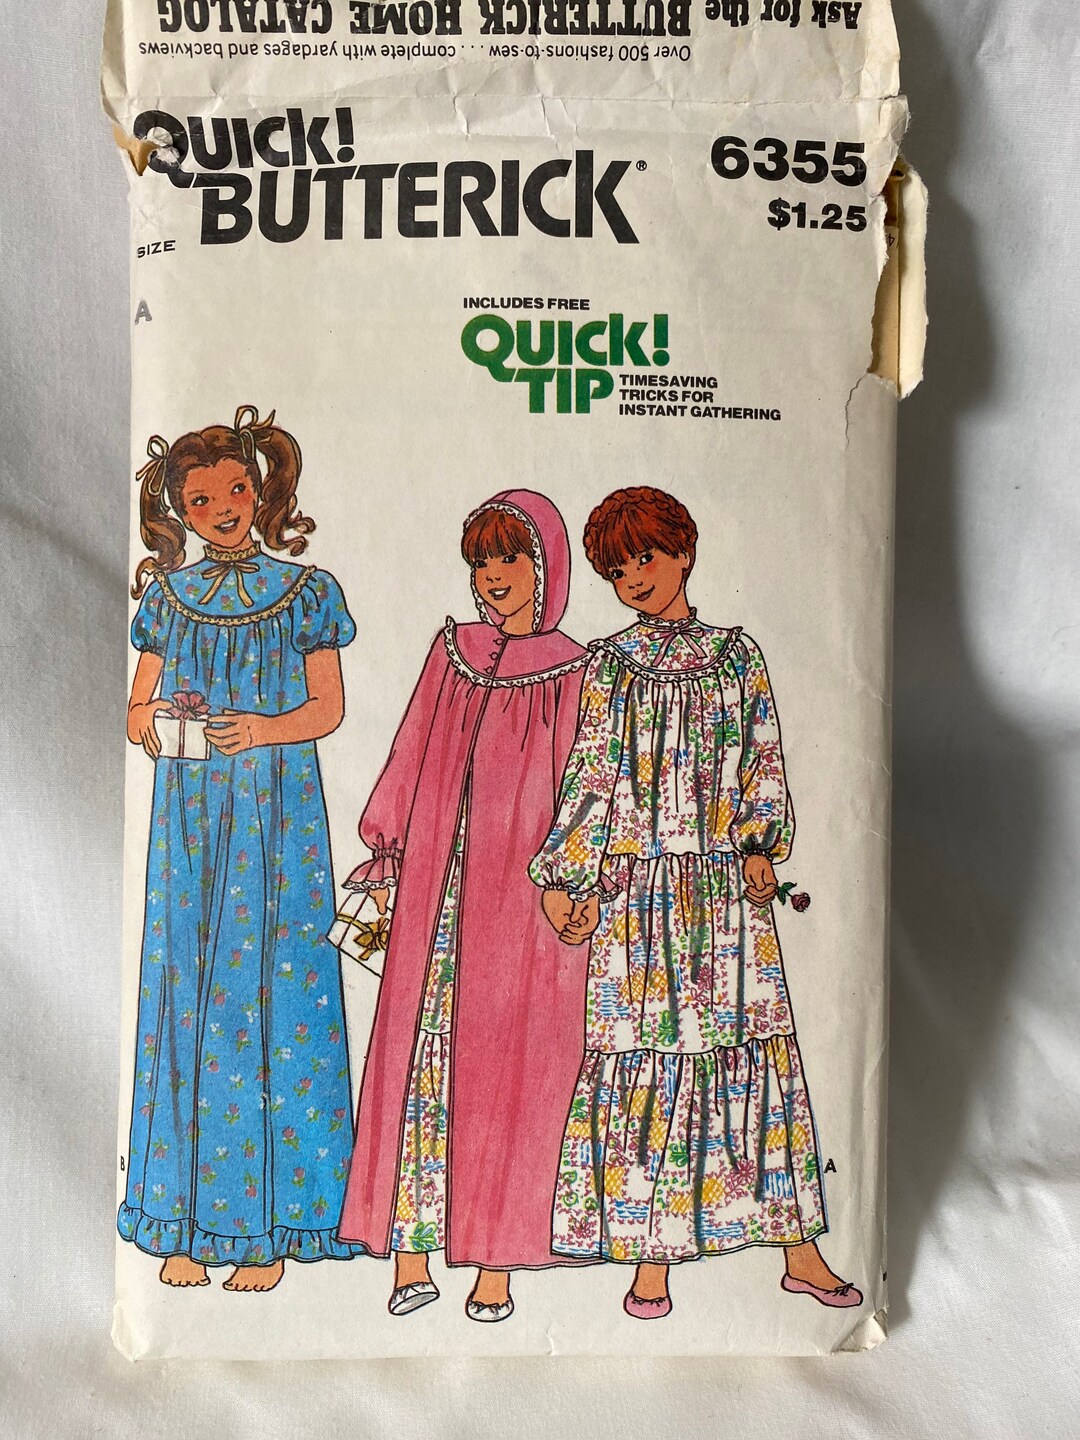 Ask for the BUTTERICK HOME CATALOG
Over 500 fashions-to-sew .... complete with yardages and backviews
QUICK!
BUTTERICK®
6355
$1.25
SIZE
A
INCLUDES FREE
QUICK!
TIP
TIMESAVING
TRICKS FOR
INSTANT GATHERING
B
A